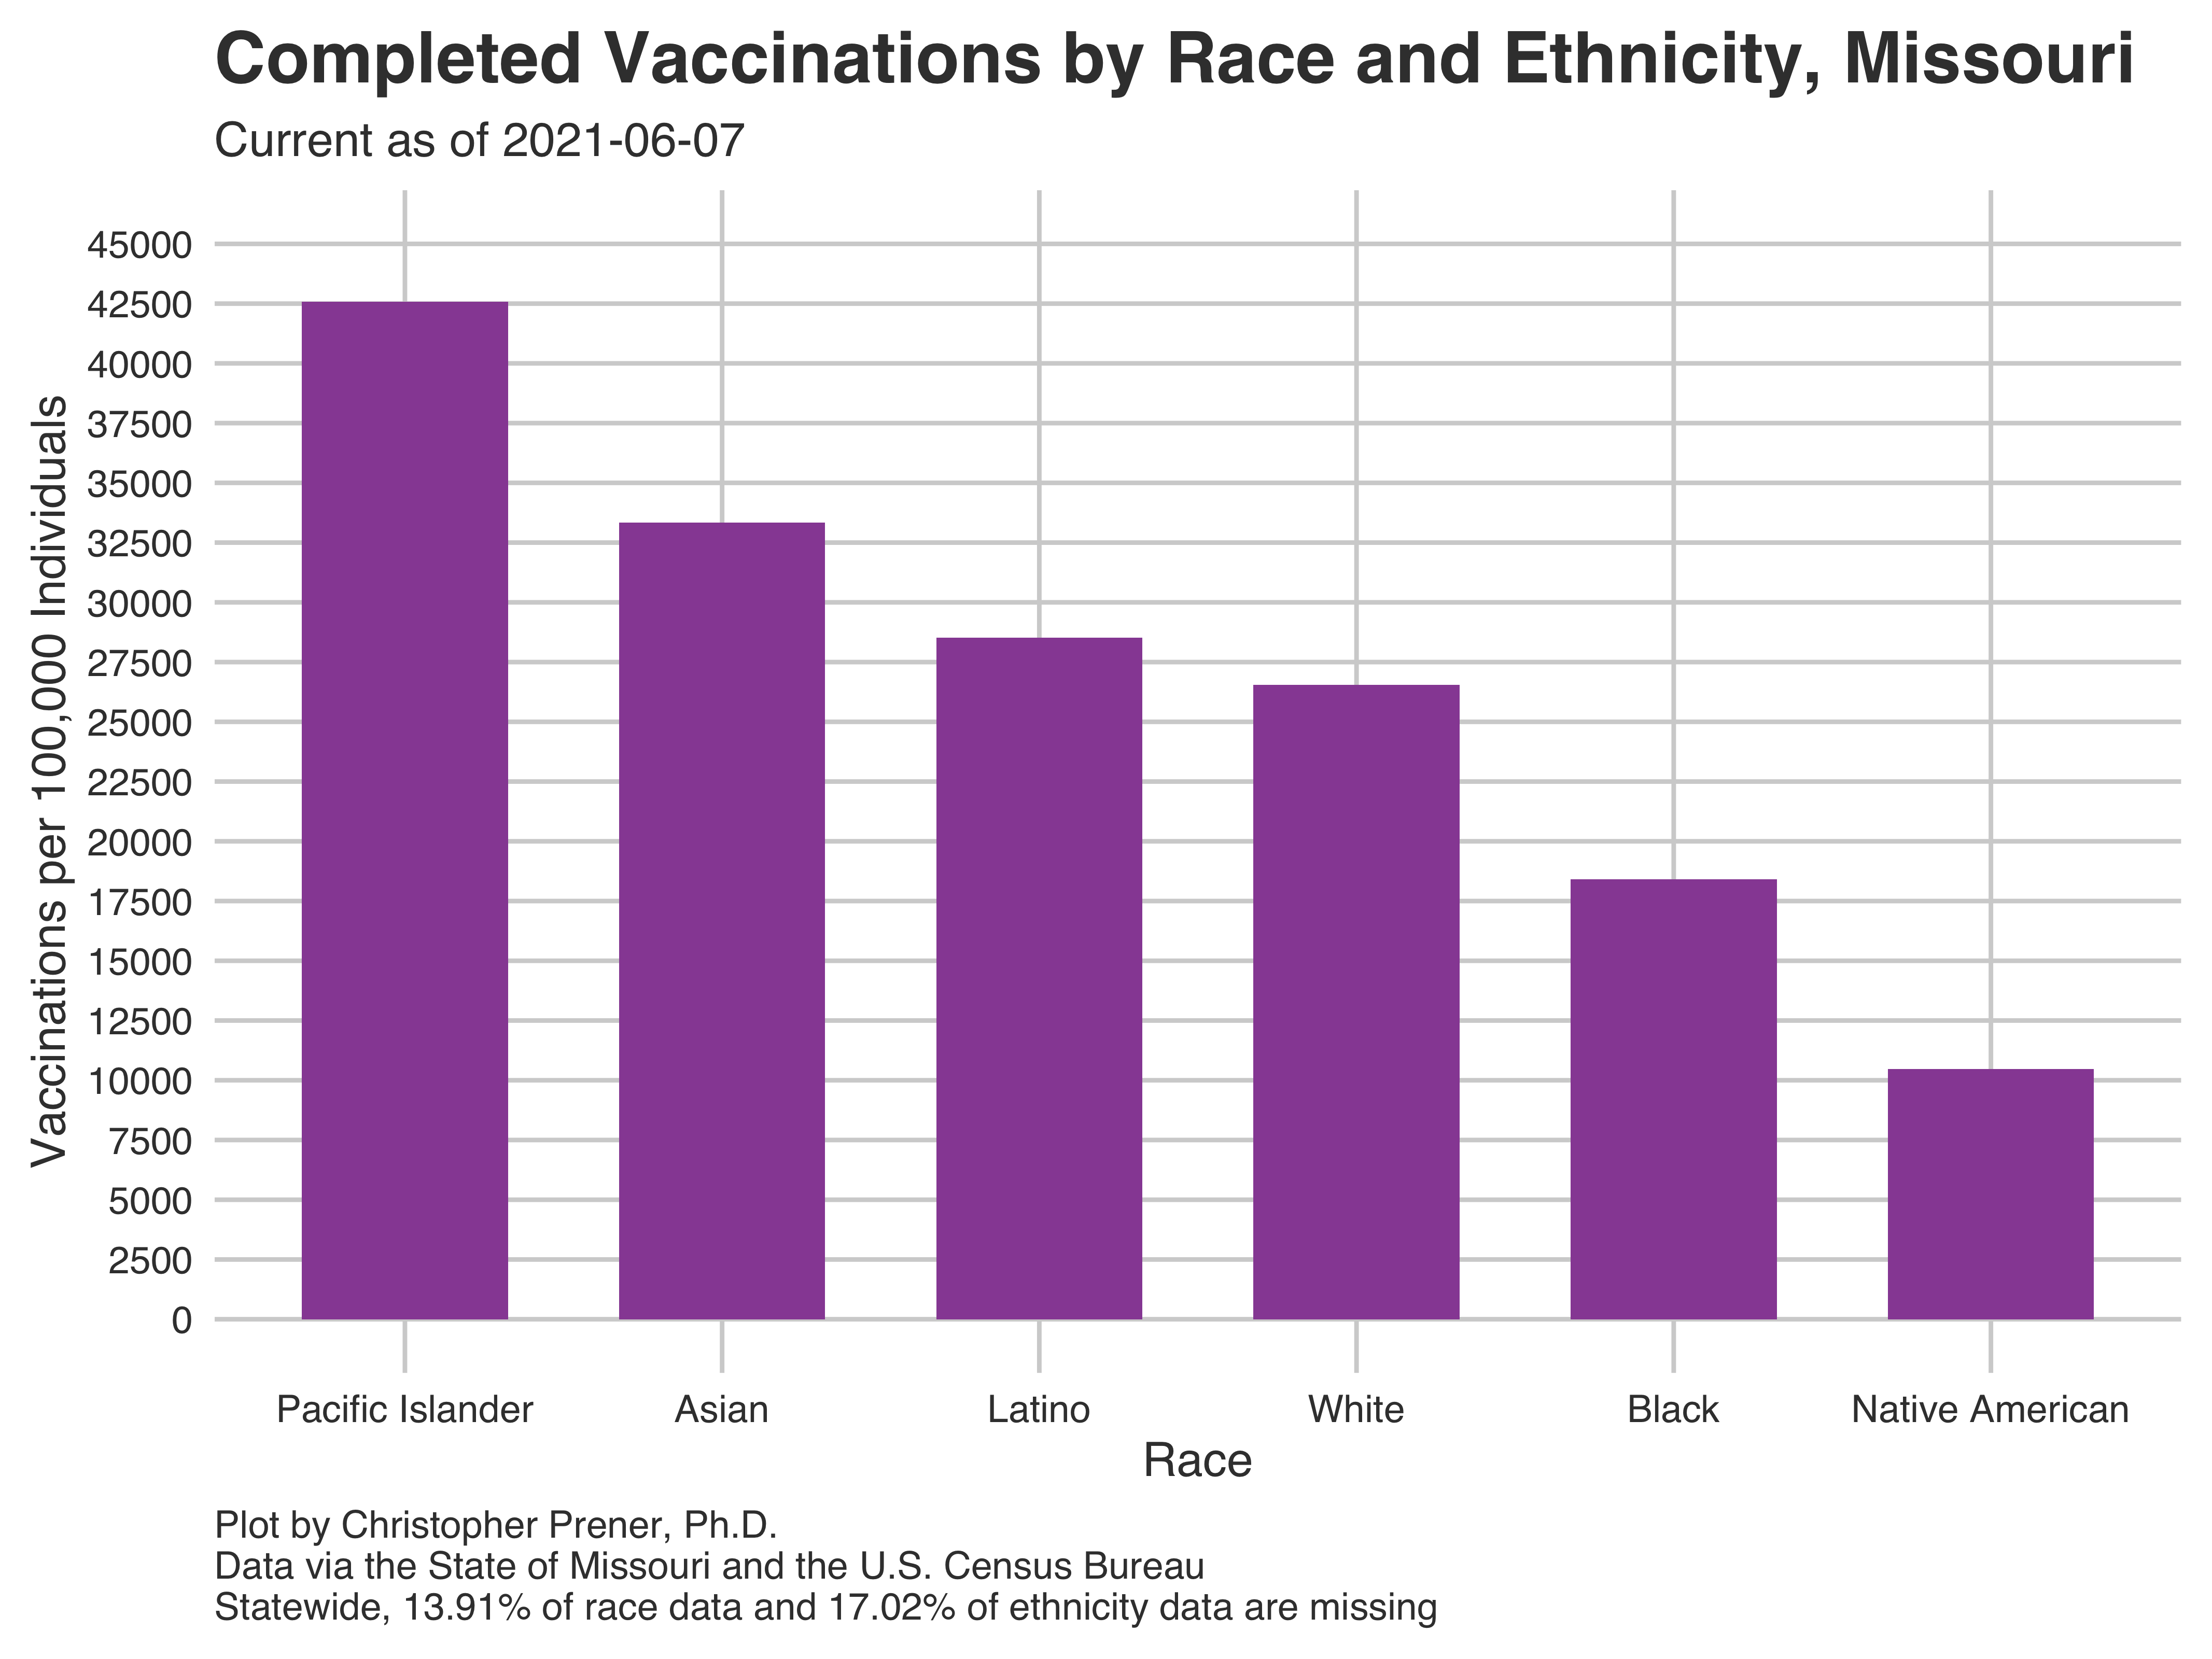 Completed Vaccinations by Race and Ethnicity, Missouri
Current as of 2021-06-07
Vaccinations per 100,000 Individuals
45000
42500
40000
37500
35000
32500
30000
27500
25000
22500
20000
17500
15000
12500
10000
7500
5000
2500
0
Pacific Islander Asian Latino White Black Native American
Race
Plot by Christopher Prener, Ph.D.
Data via the State of Missouri and the U.S. Census Bureau
Statewide, 13.91% of race data and 17.02% of ethnicity data are missing